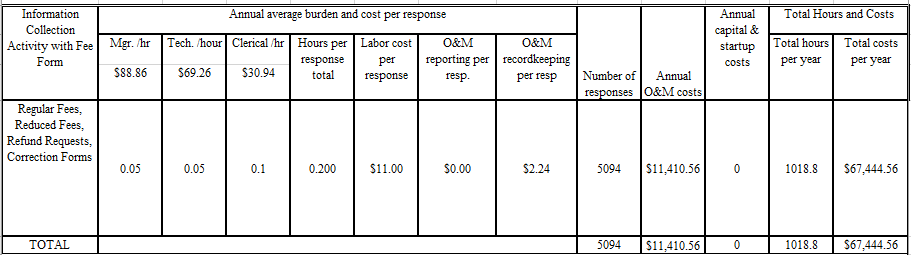 Information
Collection
Activity with Fee
Form
Annual average burden and cost per response
Mgr. /hr
$88.86
Tech. /hour
$69.26
Clerical /hr
$30.94
Hours per
response
total
Labor cost
per
response
O&M
reporting per
resp.
O&M
recordkeeping
per resp
Number of
responses
Annual
O&M costs
Annual
capital &
startup
costs
Total Hours and Costs
Total hours
per year
Total costs
per year
Regular Fees,
Reduced Fees,
Refund Requests,
Correction Forms
0.05
0.05
0.1
0.200
$11.00
$0.00
$2.24
5094
$11,410.56
0
1018.8
$67,444.56
TOTAL
5094
$11,410.56
0
1018.8
$67,444.56